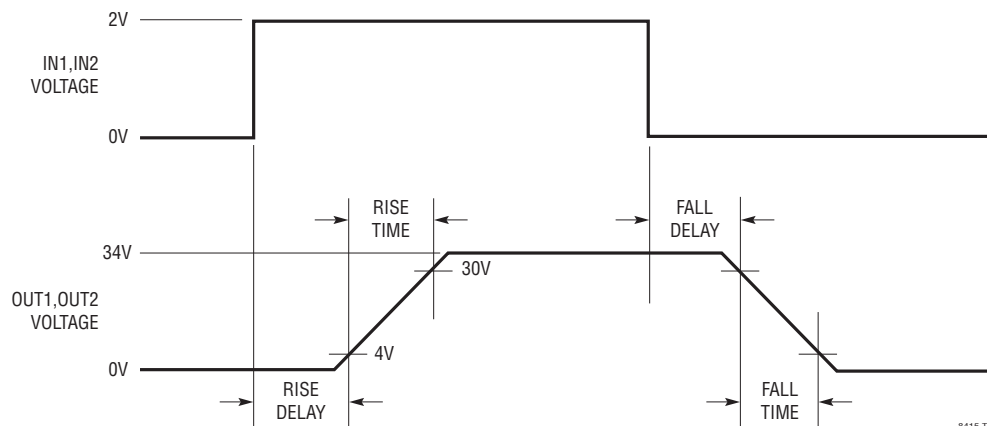 2V
IN1,IN2
VOLTAGE
0V
RISE
TIME
FALL
DELAY
34V
30V
OUT1,OUT2
VOLTAGE
4V
0V
RISE
DELAY
FALL
TIME